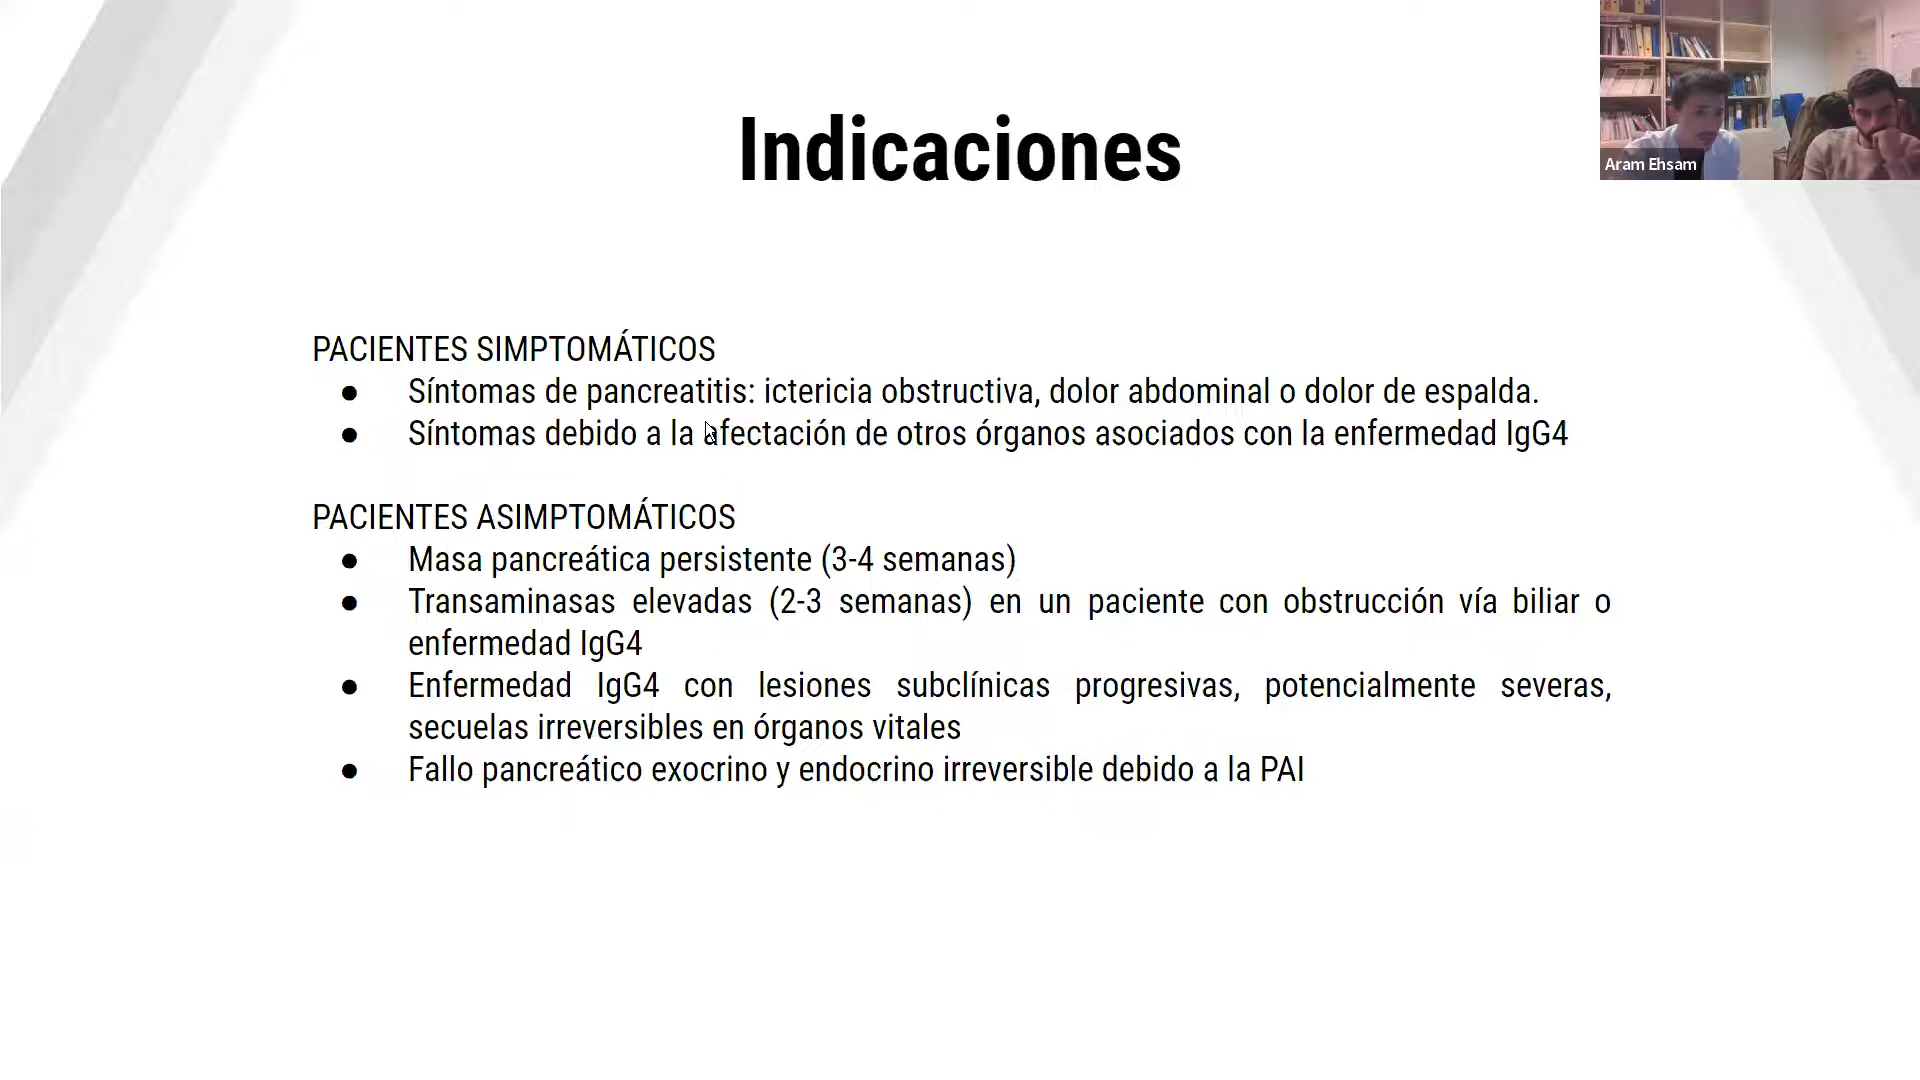 Indicaciones
Aram Ehsam
PACIENTES SIMPTOMÁTICOS
● Síntomas de pancreatitis: ictericia obstructiva, dolor abdominal o dolor de espalda.
● Síntomas debido a la afectación de otros órganos asociados con la enfermedad IgG4
PACIENTES ASIMPTOMÁTICOS
● Masa pancreática persistente (3-4 semanas)
● Transaminasas elevadas (2-3 semanas) en un paciente con obstrucción vía biliar o
enfermedad IgG4
● Enfermedad IgG4 con lesiones subclínicas progresivas, potencialmente severas,
secuelas irreversibles en órganos vitales
● Fallo pancreático exocrino y endocrino irreversible debido a la PAI